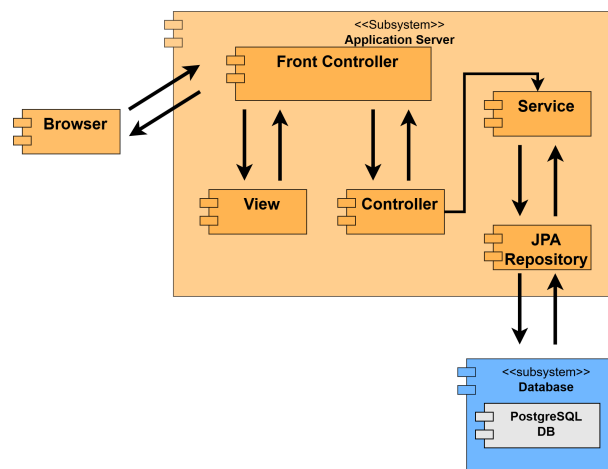 <<Subsystem>>
Application Server
Front Controller
Browser
Service
View
Controller
JPA
Repository
<<subsystem>>
Database
PostgreSQL
DB